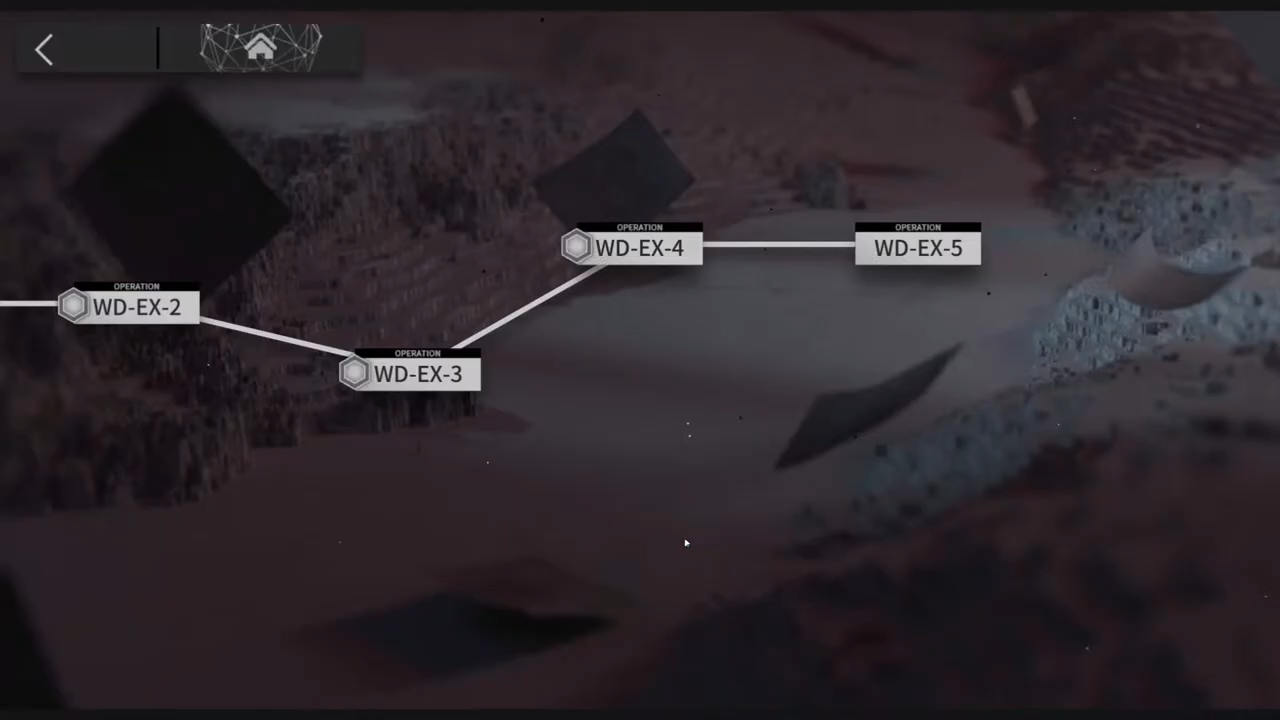 OPERATION
WD-EX-4
OPERATION
WD-EX-5
OPERATION
WD-EX-2
OPERATION
WD-EX-3